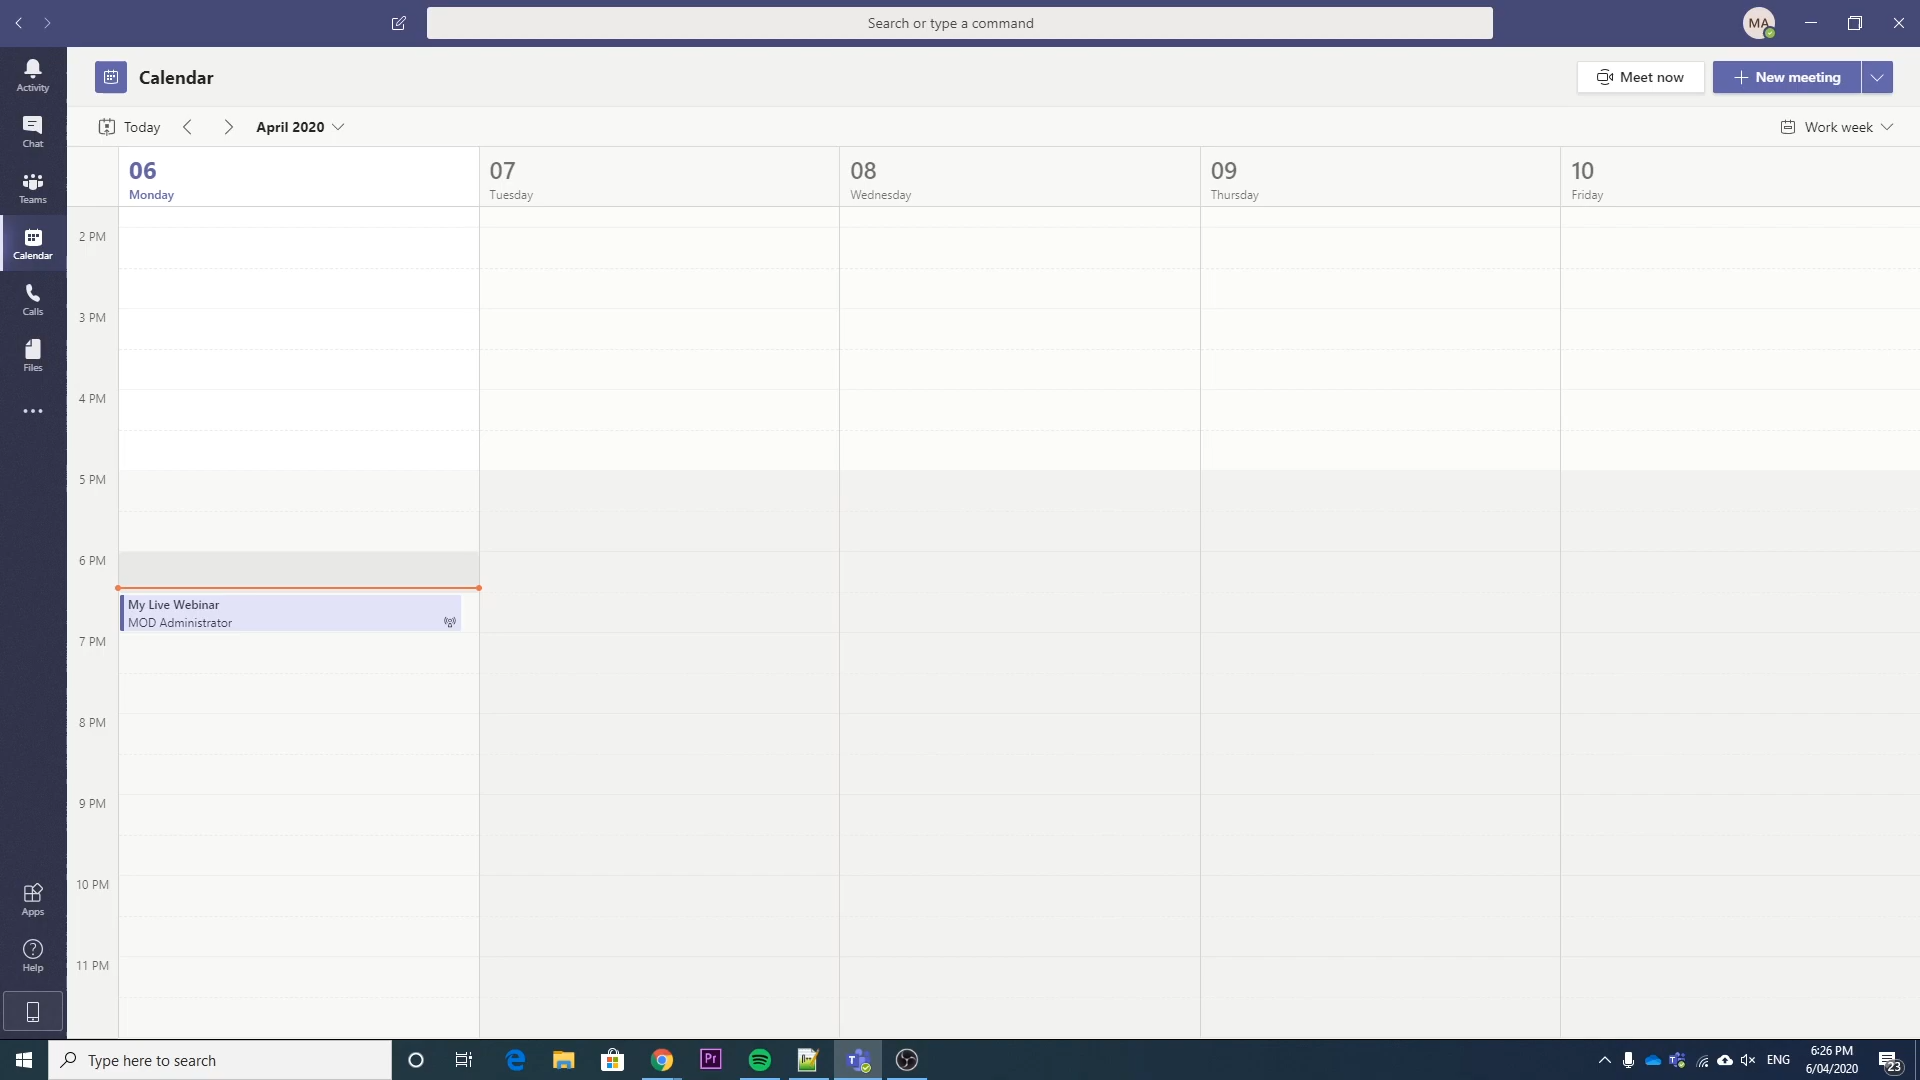 Search or type a command
MA
Activity
Chat
Teams
Calendar
Calls
Files
Apps
Help
Calendar
Meet now
New meeting
Today
April 2020
Work week
06
Monday
07
Tuesday
08
Wednesday
09
Thursday
10
Friday
2 PM
3 PM
4 PM
5 PM
6 PM
My Live Webinar
MOD Administrator
7 PM
8 PM
9 PM
10 PM
11 PM
Type here to search
Pr
ENG
6:26 PM
6/04/2020
23